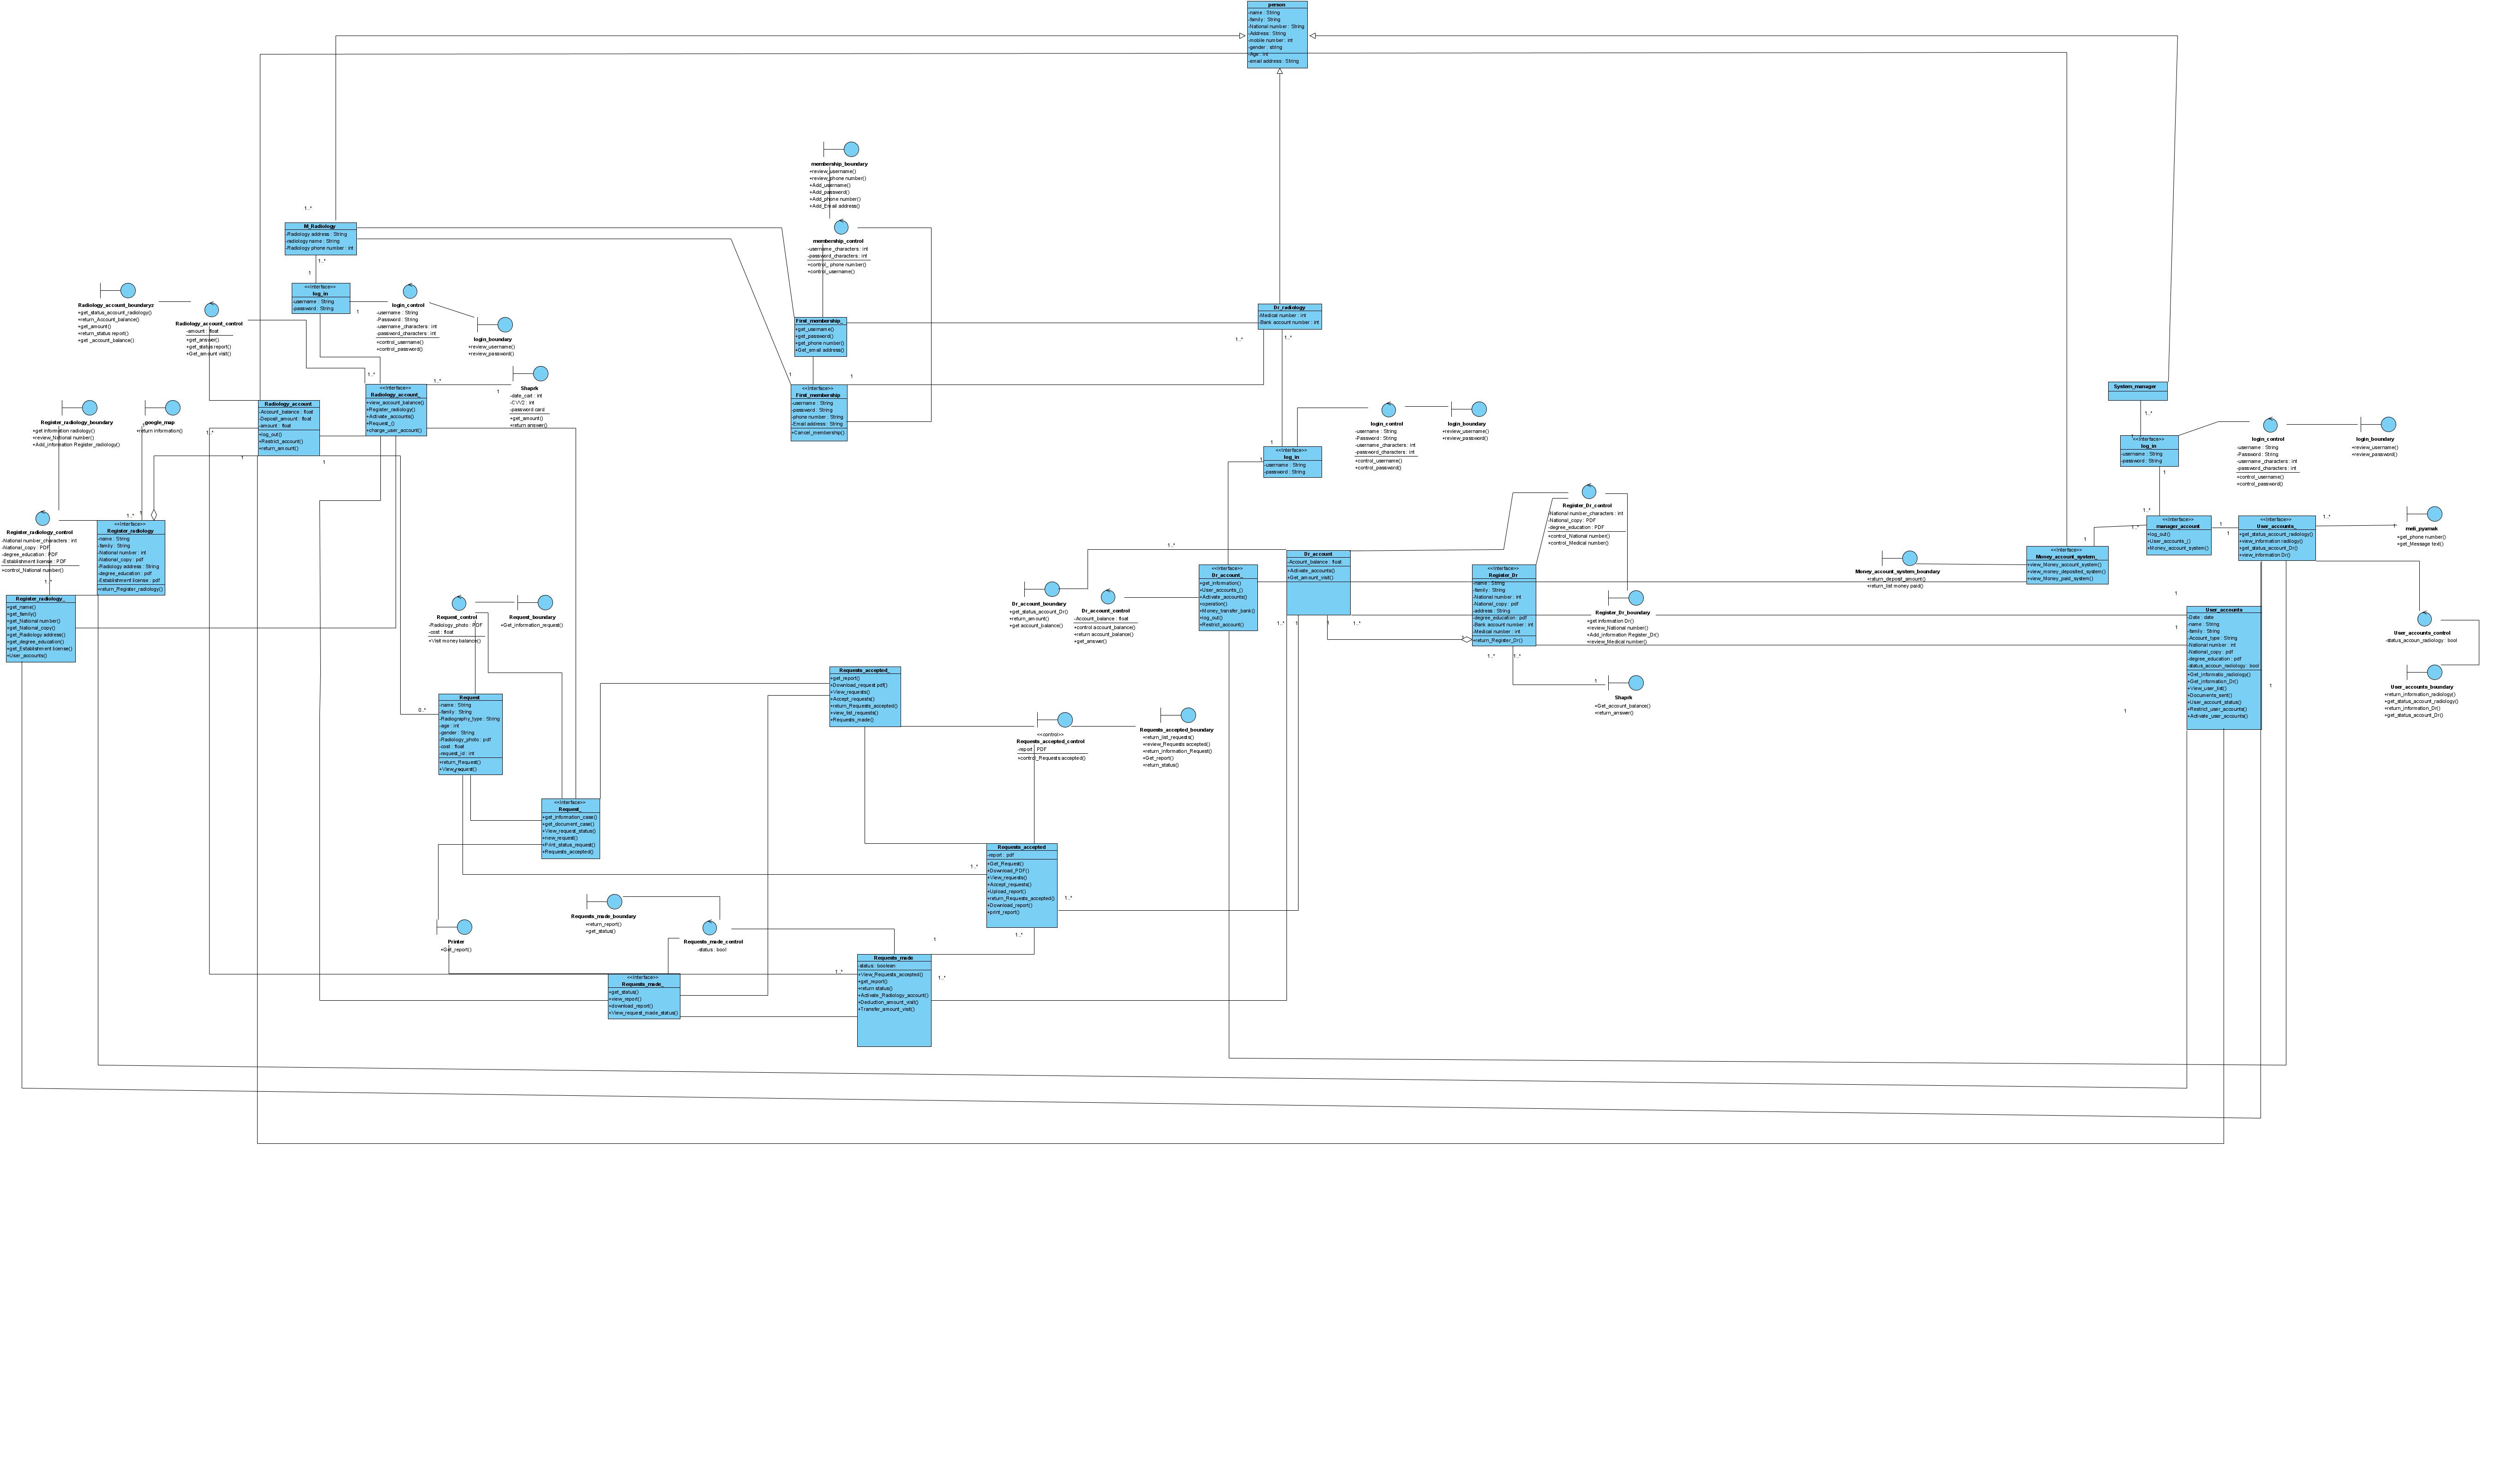 person
-name : String
-family : String
-National number : String
-Address : String
-mobile number : int
-gender : string
-Age : int
-email address : String
membership_boundary
+review_username()
+review_phone number()
+Add_username()
+Add_password()
+Add_phone number()
+Add_Email address()
membership_control
-username_characters : int
-password_characters : int
+control_ phone number()
+control_username()
1..*
M_Radiology
-Radiology address : String
-radiology name : String
-Radiology phone number : int
1..*
1
<<Interface>>
log_in
-username : String
-password : String
1
login_control
-username : String
-Password : String
-username_characters : int
-password_characters : int
+control_username()
+control_password()
login_boundary
+review_username()
+review_password()
Radiology_account_boundaryz
+get_status_account_radiology()
+return_Account_balance()
+get_amount()
+return_status report()
+get _account_balance()
Radiology_account_control
-amount : float
+get_answer()
+get_status report()
+Get_amount visit()
First_membership_
+get_username()
+get_password()
+get_phone number()
+Get_email address()
Dr_radiology
-Medical number : int
-Bank account number : int
1..*
1..*
1
1
<<Interface>>
First_membership
-username : String
-password : String
-phone number : String
-Email address : String
+Cancel_membership()
1..*
1..*
1
<<Interface>>
Radiology_account_
+view_account_balance()
+Register_radiology()
+Activate_accounts()
+Request_()
+charge_user_account()
Shaprk
-date_cart : int
-CVV2 : int
-password card
+get_amount()
+return answer()
Radiology_account
-Account_balance : float
-Deposit_amount : float
-amount : float
+log_out()
+Restrict_account()
+return_amount()
1..*
1
1
Register_radiology_boundary
+get information radiology()
+review_National number()
+Add_information Register_radiology()
google_map
+return information()
Register_radiology_control
-National number_characters : int
-National_copy : PDF
-degree_education : PDF
-Establishment license : PDF
+control_National number()
1..*
1..*
1
<<Interface>>
Register_radiology
-name : String
-family : String
-National number : int
-National_copy : pdf
-Radiology address : String
-degree_education : pdf
-Establishment license : pdf
+return_Register_radiology()
Register_radiology_
+get_name()
+get_family()
+get_National number()
+get_National_copy()
+get_Radiology address()
+get_degree_education()
+get_Establishment license()
+User_accounts()
Request_control
-Radiology_photo : PDF
-cost : float
+Visit money balance()
Request_boundary
+Get_information_request()
0..*
Request
-name : String
-family : String
-Radiography_type : String
-age : int
-gender : String
-Radiology_photo : pdf
-cost : float
-request_id : int
+return_Request()
+View_request()
<<Interface>>
Request_
+get_information_case()
+get_document_case()
+View_request_status()
+new_request()
+Print_status_request()
+Requests_accepted()
Requests_accepted_
+get_report()
+Download_request pdf()
+View_requests()
+Accept_requests()
+return_Requests_accepted()
+view_list_requests()
+Requests_made()
<<control>>
Requests_accepted_control
-report : PDF
+control_Requests accepted()
Requests_accepted_boundary
+return_list_requests()
+review_Requests accepted()
+return_information_Request()
+Get_report()
+return_status()
1..*
Requests_accepted
-report : pdf
+Get_Request()
+Download_PDF()
+View_requests()
+Accept_requests()
+Upload_report()
+return_Requests_accepted()
+Download_report()
+print_report()
1..*
1..*
1
Requests_made_boundary
+return_report()
+get_status()
Requests_made_control
-status : bool
Printer
+Get_report()
<<Interface>>
Requests_made_
+get_status()
+view_report()
+download_report()
+View_request_made_status()
1..*
1..*
Requests_made
-status : boolean
+View_Requests_accepted()
+get_report()
+return status()
+Activate_Radiology_account()
+Deduction_amount_visit()
+Transfer_amount_visit()
1
1
<<Interface>>
log_in
-username : String
-password : String
login_control
-username : String
-Password : String
-username_characters : int
-password_characters : int
+control_username()
+control_password()
login_boundary
+review_username()
+review_password()
1..*
Dr_account_boundary
+get_status_account_Dr()
+return_amount()
+get account_balance()
Dr_account_control
-Account_balance : float
+control account_balance()
+return account_balance()
+get_answer()
<<Interface>>
Dr_account_
+get_information()
+User_accounts_()
+Activate_accounts()
+operation()
+Money_transfer_bank()
+log_out()
+Restrict_account()
Dr_account
-Account_balance : float
+Activate_accounts()
+Get_amount_visit()
1..*
1
1
1..*
Register_Dr_control
-National number_characters : int
-National_copy : PDF
-degree_education : PDF
+control_National number()
+control_Medical number()
<<Interface>>
Register_Dr
-name : String
-family : String
-National number : int
-National_copy : pdf
-address : String
-degree_education : pdf
-Bank account number : int
-Medical number : int
+return_Register_Dr()
1..*
1..*
1
Register_Dr_boundary
+get information Dr()
+review_National number()
+Add_information Register_Dr()
+review_Medical number()
Shaprk
+Get_account_balance()
+return_answer()
System_manager
1..*
1
<<Interface>>
log_in
-username : String
-password : String
1
login_control
-username : String
-Password : String
-username_characters : int
-password_characters : int
+control_username()
+control_password()
login_boundary
+review_username()
+review_password()
1..*
1..*
<<Interface>>
manager_account
+log_out()
+User_accounts_()
+Money_account_system()
1
1
<<Interface>>
User_accounts_
+get_status_account_radiology()
+view_information radilogy()
+get_status_account_Dr()
+view_information Dr()
1..*
1
meli_pyamak
+get_phone number()
+get_Message text()
Money_account_system_boundary
+return_deposit_amount()
+return_list money paid()
1
<<Interface>>
Money_account_system_
+view_Money_account_system()
+view_money_deposited_system()
+view_Money_paid_system()
1
1
1
1
User_accounts
-Date : date
-name : String
-family : String
-Account_type : String
-National number : int
-National_copy : pdf
-degree_education : pdf
-status_accoun_radiology : bool
+Get_informatio_radiology()
+Get_information_Dr()
+View_user_list()
+Documents_sent()
+User_account_status()
+Restrict_user_accounts()
+Activate_user_accounts()
User_accounts_control
-status_accoun_radiology : bool
User_accounts_boundary
+return_information_radiology()
+get_status_account_radiology()
+return_information_Dr()
+get_status_account_Dr()